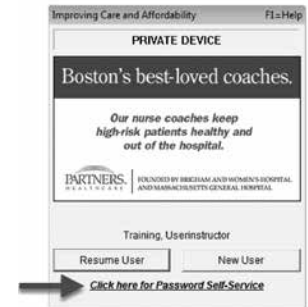 Improving Care and Affordability F1=Help
PRIVATE DEVICE
Boston's best-loved coaches.
Our nurse coaches keep
high-risk patients healthy and
out of the hospital.
PARTNERS.
HEALTHCARE
FOUNDED BY BRIGHAM AND WOMEN'S HOSPITAL
AND MASSACHUSETTS GENERAL HOSPITAL
Training, Userinstructor
Resume User New User
Click here for Password Self-Service